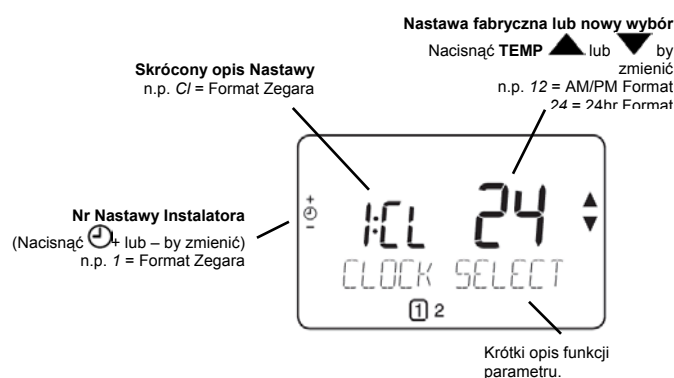 Nastawa fabryczna lub nowy wybór
Nacisnąć TEMP ▲ lub ▼ by
zmienić
n.p. 12 = AM/PM Format
24 = 24hr Format
Skrócony opis Nastawy
n.p. Cl = Format Zegara
Nr Nastawy Instalatora
(Nacisnąć + lub – by zmienić)
n.p. 1 = Format Zegara
+
–
1:CL 24
CLOCK SELECT
1 2
Krótki opis funkcji
parametru.